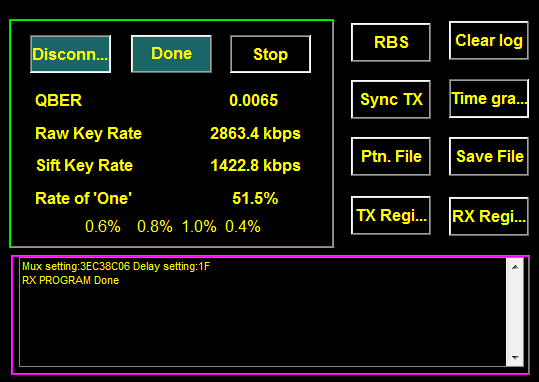 Disconn... Done Stop RBS Clear log
QBER 0.0065
Sync TX Time gra...
Raw Key Rate 2863.4 kbps
Sift Key Rate 1422.8 kbps
Ptn. File Save File
Rate of 'One' 51.5%
0.6% 0.8% 1.0% 0.4%
TX Regi... RX Regi...
Mux setting:3EC38C06 Delay setting:1F
RX PROGRAM Done